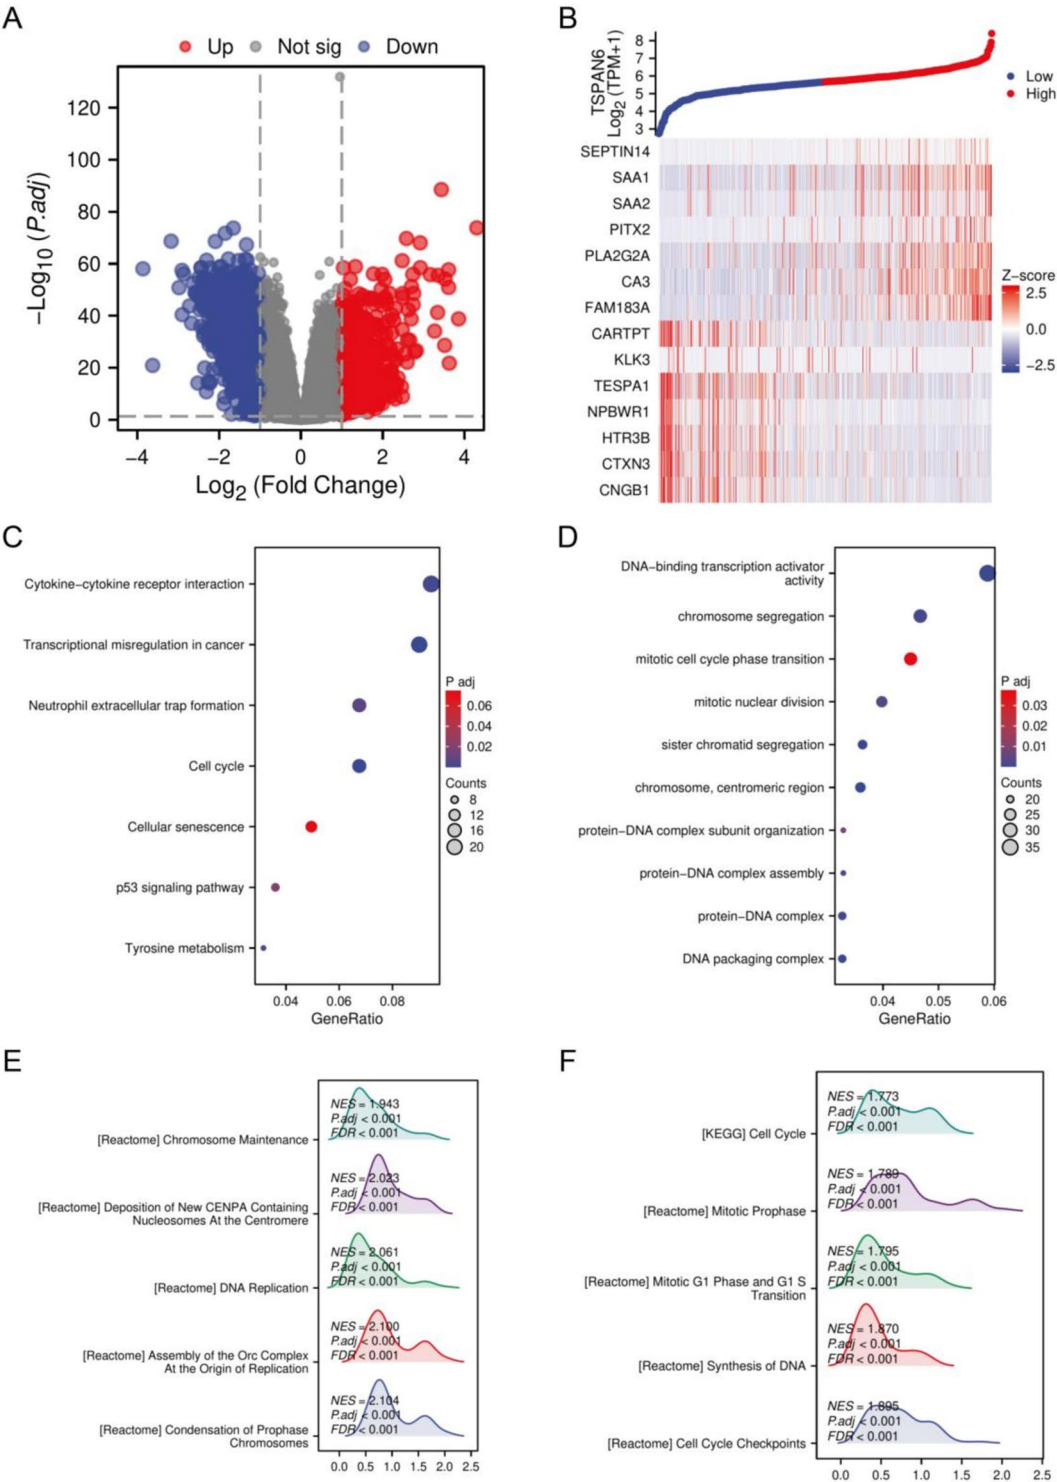 A
Up Not sig Down
−Log10 (P.adj)
120
100
80
60
40
20
0
−4 −2 0 2 4
Log2 (Fold Change)
B
TSPAN6
Log2 (TPM+1)
8
7
6
5
4
3
Low
High
SEPTIN14
SAA1
SAA2
PITX2
PLA2G2A
CA3
FAM183A
CARTPT
KLK3
TESPA1
NPBWR1
HTR3B
CTXN3
CNGB1
Z−score
2.5
0.0
−2.5
C
Cytokine−cytokine receptor interaction
Transcriptional misregulation in cancer
Neutrophil extracellular trap formation
Cell cycle
Cellular senescence
p53 signaling pathway
Tyrosine metabolism
0.04 0.06 0.08
GeneRatio
P adj
0.06
0.04
0.02
Counts
8
12
16
20
D
DNA−binding transcription activator
activity
chromosome segregation
mitotic cell cycle phase transition
mitotic nuclear division
sister chromatid segregation
chromosome, centromeric region
protein−DNA complex subunit organization
protein−DNA complex assembly
protein−DNA complex
DNA packaging complex
0.04 0.05 0.06
GeneRatio
P adj
0.03
0.02
0.01
Counts
20
25
30
35
E
NES = 1.943
P.adj < 0.001
FDR < 0.001
[Reactome] Chromosome Maintenance
NES = 2.023
P.adj < 0.001
FDR < 0.001
[Reactome] Deposition of New CENPA Containing
Nucleosomes At the Centromere
NES = 2.061
P.adj < 0.001
FDR < 0.001
[Reactome] DNA Replication
NES = 2.100
P.adj < 0.001
FDR < 0.001
[Reactome] Assembly of the Orc Complex
At the Origin of Replication
NES = 2.104
P.adj < 0.001
FDR < 0.001
[Reactome] Condensation of Prophase
Chromosomes
0.0 0.5 1.0 1.5 2.0 2.5
F
NES = 1.773
P.adj < 0.001
FDR < 0.001
[KEGG] Cell Cycle
NES = 1.789
P.adj < 0.001
FDR < 0.001
[Reactome] Mitotic Prophase
NES = 1.795
P.adj < 0.001
FDR < 0.001
[Reactome] Mitotic G1 Phase and G1 S
Transition
NES = 1.870
P.adj < 0.001
FDR < 0.001
[Reactome] Synthesis of DNA
NES = 1.895
P.adj < 0.001
FDR < 0.001
[Reactome] Cell Cycle Checkpoints
0.0 0.5 1.0 1.5 2.0 2.5